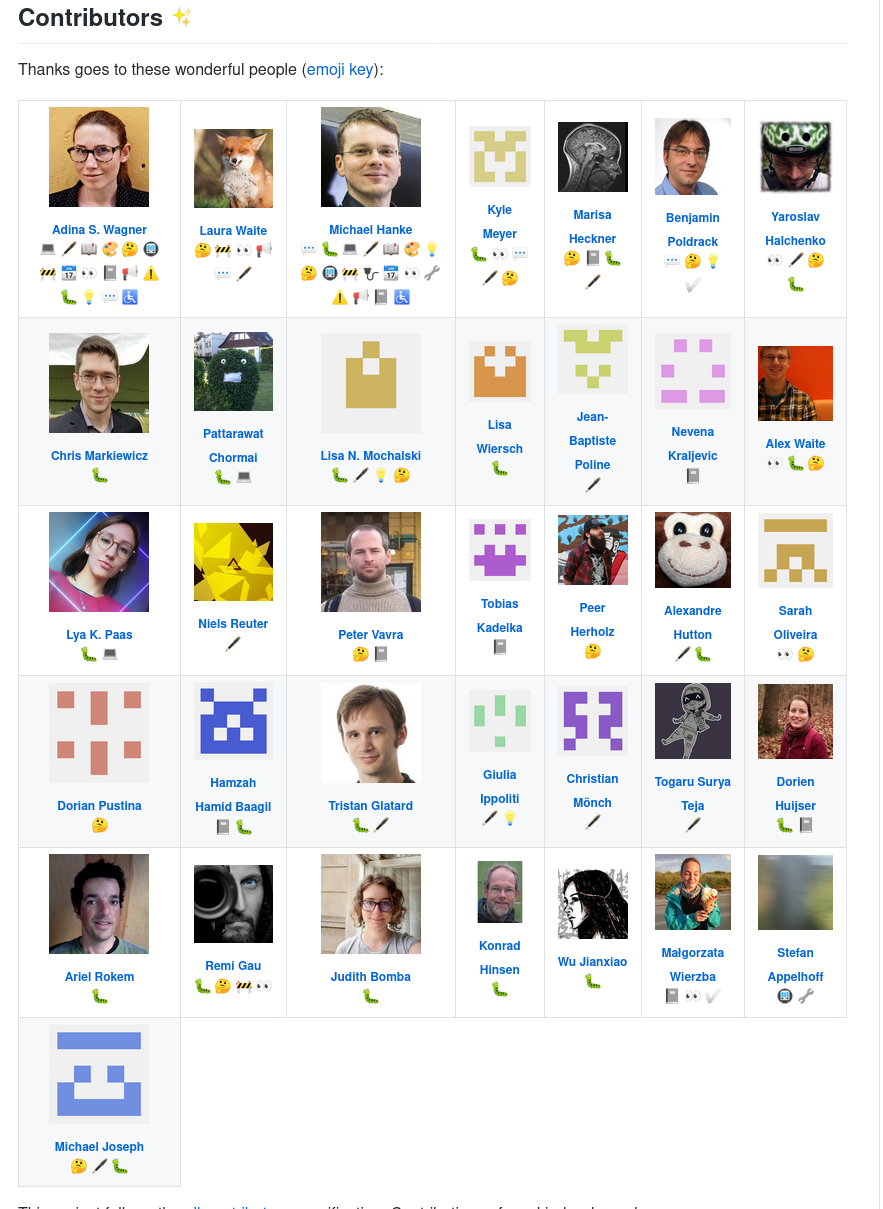 Contributors ✨
Thanks goes to these wonderful people (emoji key):
Adina S. Wagner
Laura Waite
Michael Hanke
Kyle
Meyer
Marisa
Heckner
Benjamin
Poldrack
Yaroslav
Halchenko
Chris Markiewicz
Pattarawat
Chormai
Lisa N. Mochalski
Lisa
Wiersch
Jean-
Baptiste
Poline
Nevena
Kraljevic
Alex Waite
Lya K. Paas
Niels Reuter
Peter Vavra
Tobias
Kadelka
Peer
Herholz
Alexandre
Hutton
Sarah
Oliveira
Dorian Pustina
Hamzah
Hamid Baagil
Tristan Glatard
Giulia
Ippoliti
Christian
Mönch
Togaru Surya
Teja
Dorien
Huijser
Ariel Rokem
Remi Gau
Judith Bomba
Konrad
Hinsen
Wu Jianxiao
Małgorzata
Wierzba
Stefan
Appelhoff
Michael Joseph